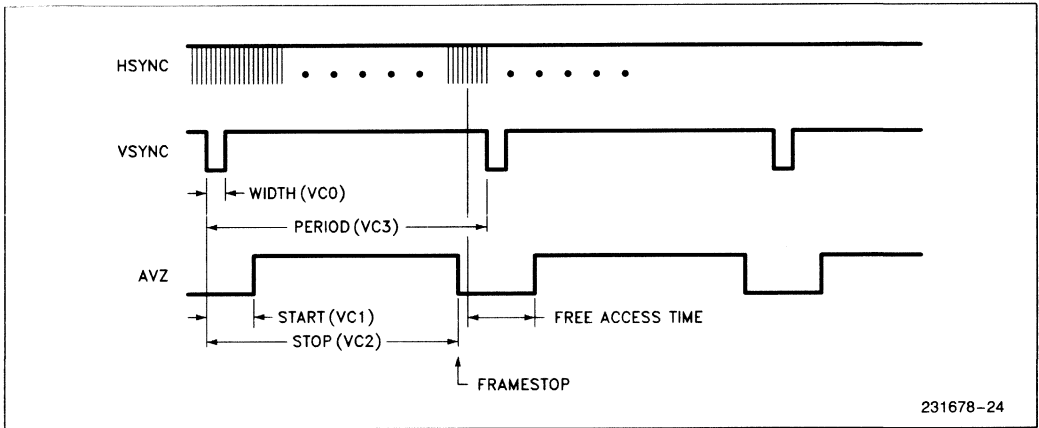 HSYNC
VSYNC
WIDTH (VC0)
PERIOD (VC3)
AVZ
START (VC1)
FREE ACCESS TIME
STOP (VC2)
FRAMESTOP
231678-24